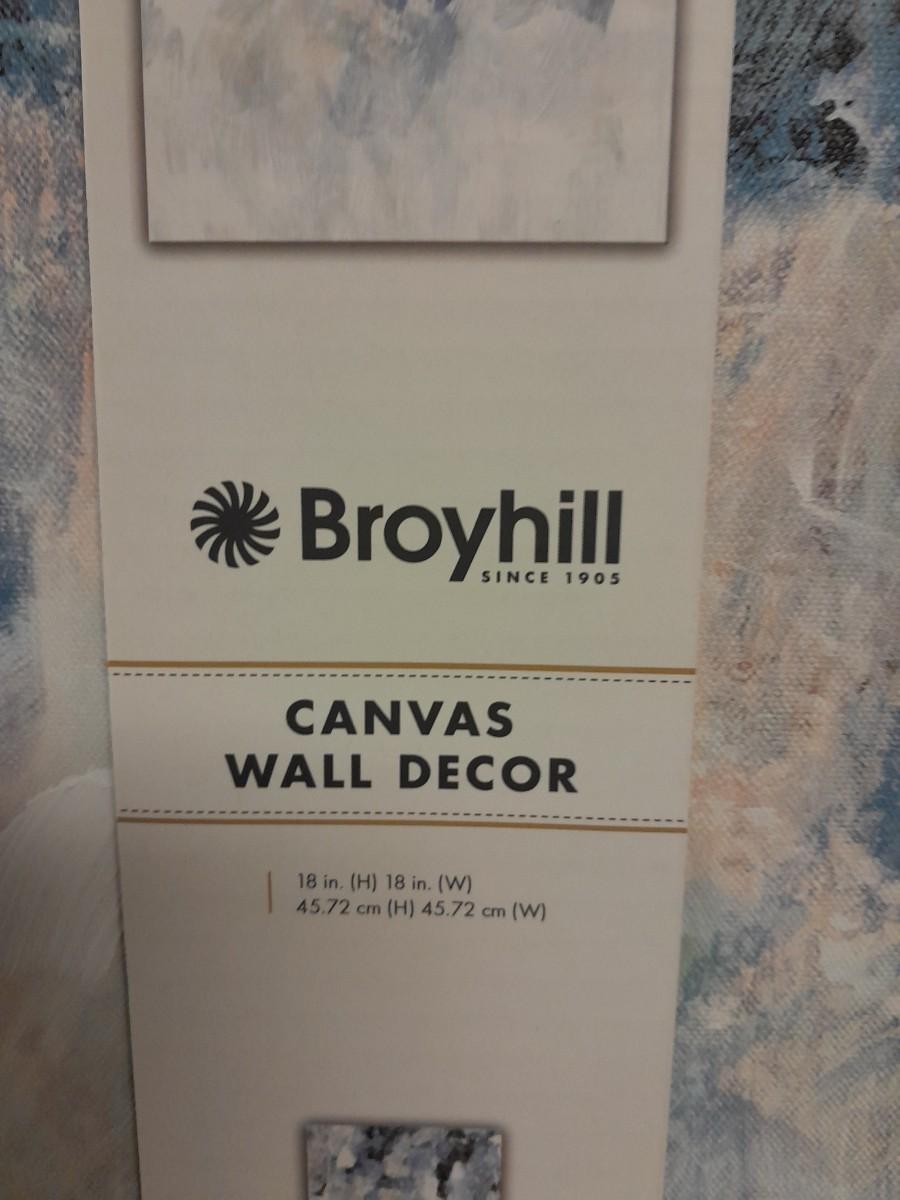 Broyhill
SINCE 1905
CANVAS
WALL DECOR
18 in. (H) 18 in. (W)
45.72 cm (H) 45.72 cm (W)